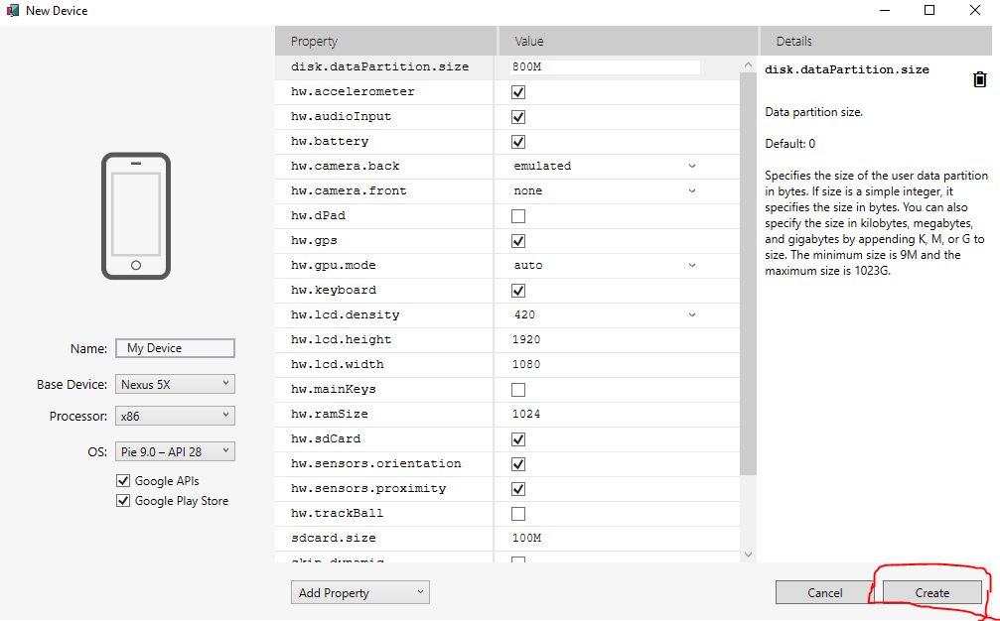 New Device
Property Value Details
disk.dataPartition.size 800M
hw.accelerometer
hw.audioInput
hw.battery
hw.camera.back emulated
hw.camera.front none
hw.dPad
hw.gps
hw.gpu.mode auto
hw.keyboard
hw.lcd.density 420
hw.lcd.height 1920
hw.lcd.width 1080
hw.mainKeys
hw.ramSize 1024
hw.sdCard
hw.sensors.orientation
hw.sensors.proximity
hw.trackBall
sdcard.size 100M
skin.dynamic
disk.dataPartition.size
Data partition size.
Default: 0
Specifies the size of the user data partition
in bytes. If size is a simple integer, it
specifies the size in bytes. You can also
specify the size in kilobytes, megabytes,
and gigabytes by appending K, M, or G to
size. The minimum size is 9M and the
maximum size is 1023G.
Name: My Device
Base Device: Nexus 5X
Processor: x86
OS: Pie 9.0 – API 28
Google APIs
Google Play Store
Add Property
Cancel
Create